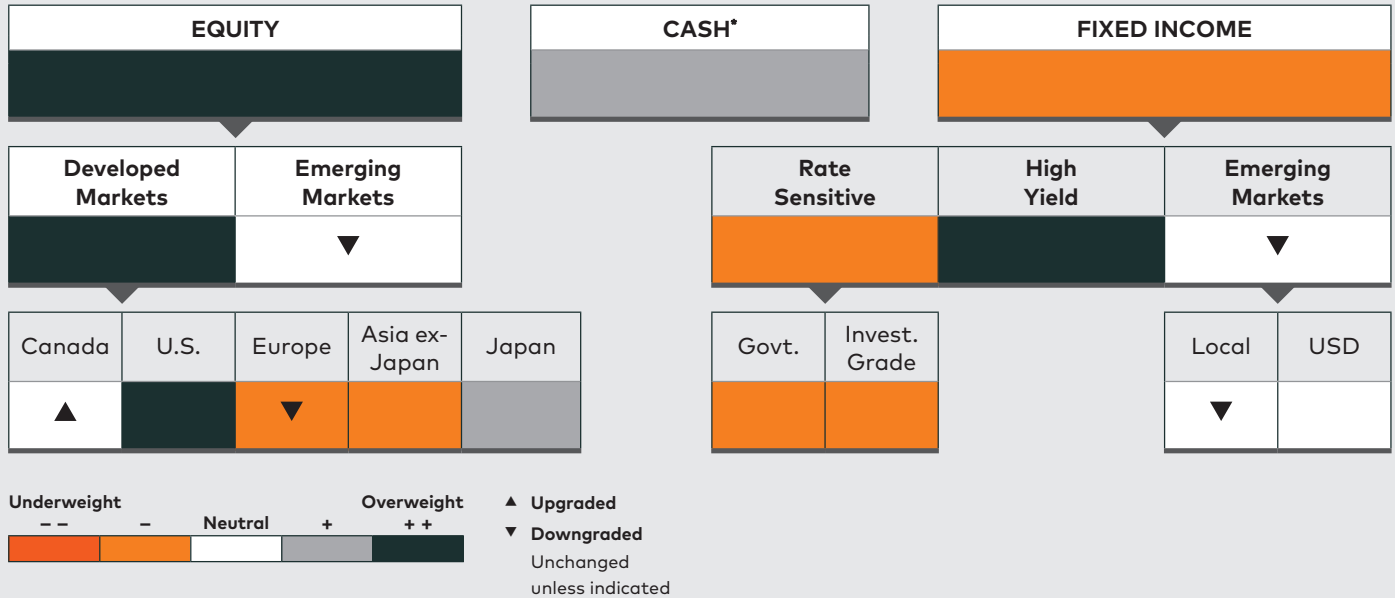 EQUITY
CASH*
FIXED INCOME
Developed
Markets
Emerging
Markets
▼
Rate
Sensitive
High
Yield
Emerging
Markets
▼
Canada
U.S.
Europe
Asia ex-
Japan
Japan
▲
▼
Govt.
Invest.
Grade
Local
USD
▼
Underweight
Overweight
– –
–
Neutral
+
+ +
▲ Upgraded
▼ Downgraded
Unchanged
unless indicated